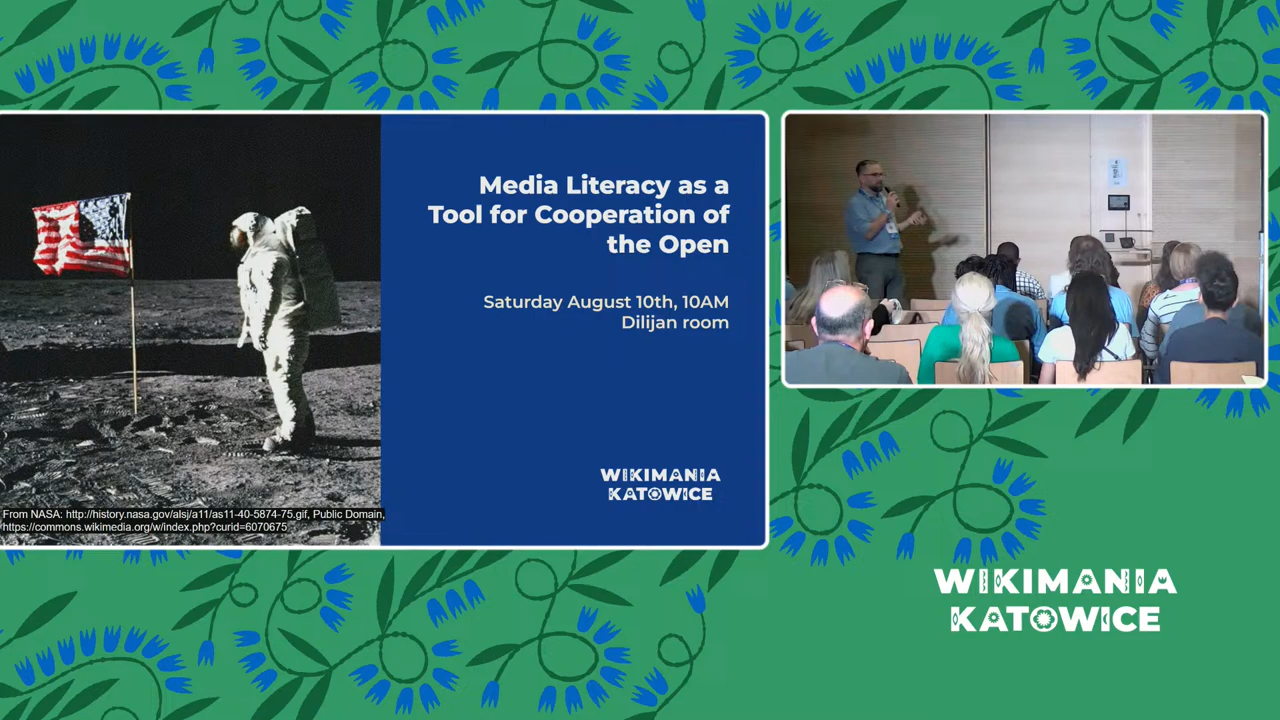 Media Literacy as a
Tool for Cooperation of
the Open
Saturday August 10th, 10AM
Dilijan room
WIKIMANIA
KATOWICE
From NASA: http://history.nasa.gov/alsj/a11/as11-40-5874-75.gif, Public Domain,
https://commons.wikimedia.org/w/index.php?curid=6070675
WIKIMANIA
KATOWICE